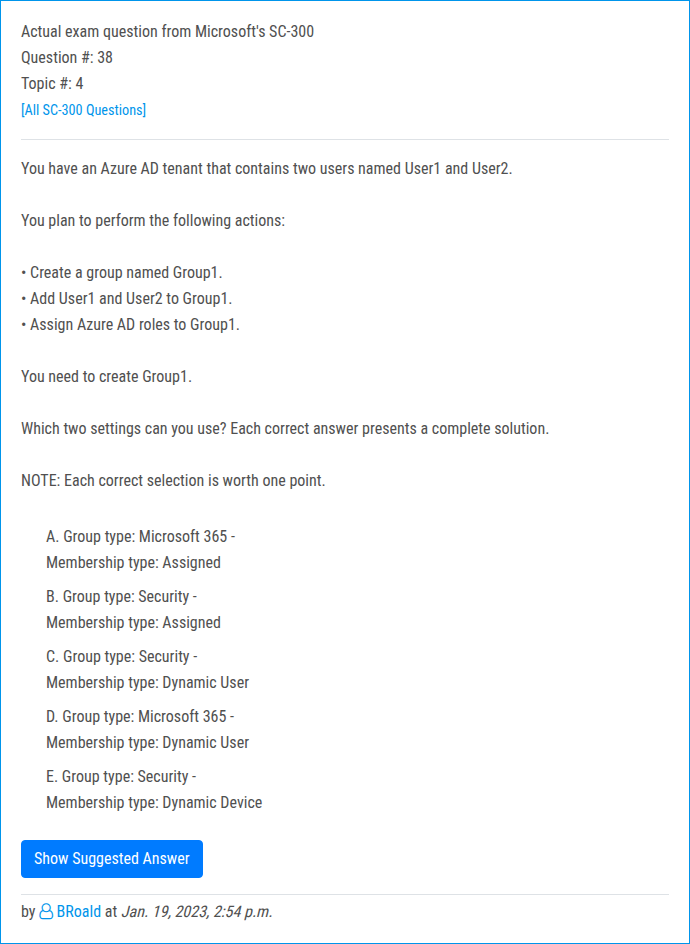 Actual exam question from Microsoft's SC-300
Question #: 38
Topic #: 4
[All SC-300 Questions]
You have an Azure AD tenant that contains two users named User1 and User2.
You plan to perform the following actions:
• Create a group named Group1.
• Add User1 and User2 to Group1.
• Assign Azure AD roles to Group1.
You need to create Group1.
Which two settings can you use? Each correct answer presents a complete solution.
NOTE: Each correct selection is worth one point.
A. Group type: Microsoft 365 -
Membership type: Assigned
B. Group type: Security -
Membership type: Assigned
C. Group type: Security -
Membership type: Dynamic User
D. Group type: Microsoft 365 -
Membership type: Dynamic User
E. Group type: Security -
Membership type: Dynamic Device
Show Suggested Answer
by BRoald at Jan. 19, 2023, 2:54 p.m.